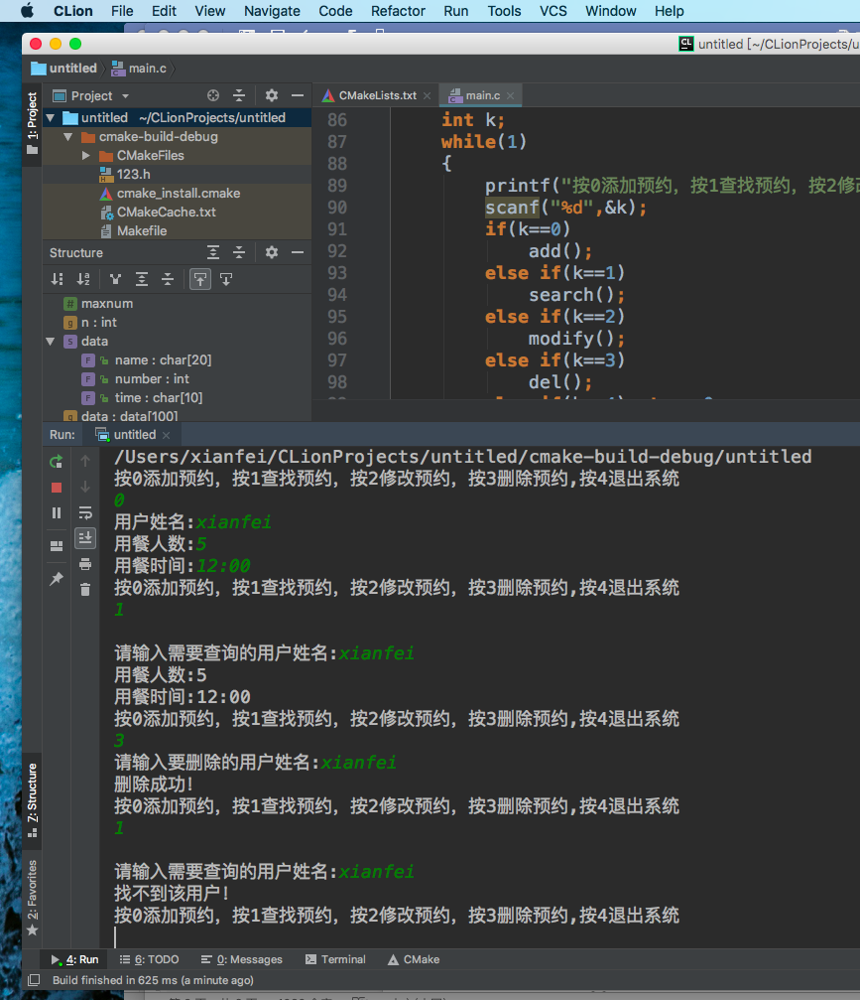 CLion File Edit View Navigate Code Refactor Run Tools VCS Window Help
CL untitled [~/CLionProjects/u
untitled main.c
1: Project
Project
CMakeLists.txt main.c
untitled ~/CLionProjects/untitled
cmake-build-debug
CMakeFiles
123.h
cmake_install.cmake
CMakeCache.txt
Makefile
Structure
# maxnum
g n : int
S data
F name : char[20]
F number : int
F time : char[10]
g data : data[100]
86 int k;
87 while(1)
88 {
89 printf("按0添加预约，按1查找预约，按2修改
90 scanf("%d",&k);
91 if(k==0)
92 add();
93 else if(k==1)
94 search();
95 else if(k==2)
96 modify();
97 else if(k==3)
98 del();
Run: untitled
/Users/xianfei/CLionProjects/untitled/cmake-build-debug/untitled
按0添加预约，按1查找预约，按2修改预约，按3删除预约,按4退出系统
0
用户姓名:xianfei
用餐人数:5
用餐时间:12:00
按0添加预约，按1查找预约，按2修改预约，按3删除预约,按4退出系统
1
请输入需要查询的用户姓名:xianfei
用餐人数:5
用餐时间:12:00
按0添加预约，按1查找预约，按2修改预约，按3删除预约,按4退出系统
3
请输入要删除的用户姓名:xianfei
删除成功!
按0添加预约，按1查找预约，按2修改预约，按3删除预约,按4退出系统
1
请输入需要查询的用户姓名:xianfei
找不到该用户!
按0添加预约，按1查找预约，按2修改预约，按3删除预约,按4退出系统
7: Structure
2: Favorites
4: Run 6: TODO 0: Messages Terminal CMake
Build finished in 625 ms (a minute ago)